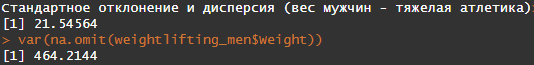 Стандартное отклонение и дисперсия (вес мужчин - тяжелая атлетика):
[1] 21.54564
> var(na.omit(weightlifting_men$Weight))
[1] 464.2144